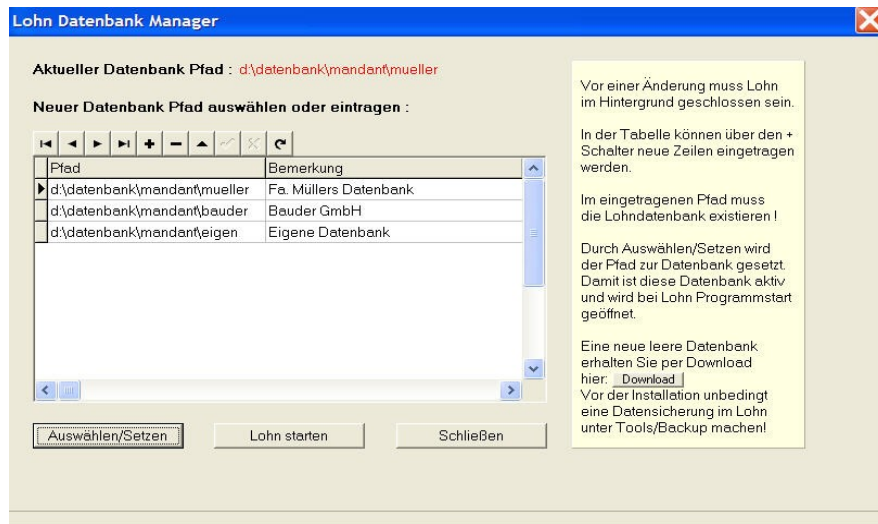 Lohn Datenbank Manager
Aktueller Datenbank Pfad : d:\datenbank\mandant\mueller
Neuer Datenbank Pfad auswählen oder eintragen :
Pfad Bemerkung
d:\datenbank\mandant\mueller Fa. Müllers Datenbank
d:\datenbank\mandant\bauder Bauder GmbH
d:\datenbank\mandant\eigen Eigene Datenbank
Auswählen/Setzen Lohn starten Schließen
Vor einer Änderung muss Lohn
im Hintergrund geschlossen sein.
In der Tabelle können über den +
Schalter neue Zeilen eingetragen
werden.
Im eingetragenen Pfad muss
die Lohndatenbank existieren !
Durch Auswählen/Setzen wird
der Pfad zur Datenbank gesetzt.
Damit ist diese Datenbank aktiv
und wird bei Lohn Programmstart
geöffnet.
Eine neue leere Datenbank
erhalten Sie per Download
hier: Download
Vor der Installation unbedingt
eine Datensicherung im Lohn
unter Tools/Backup machen!